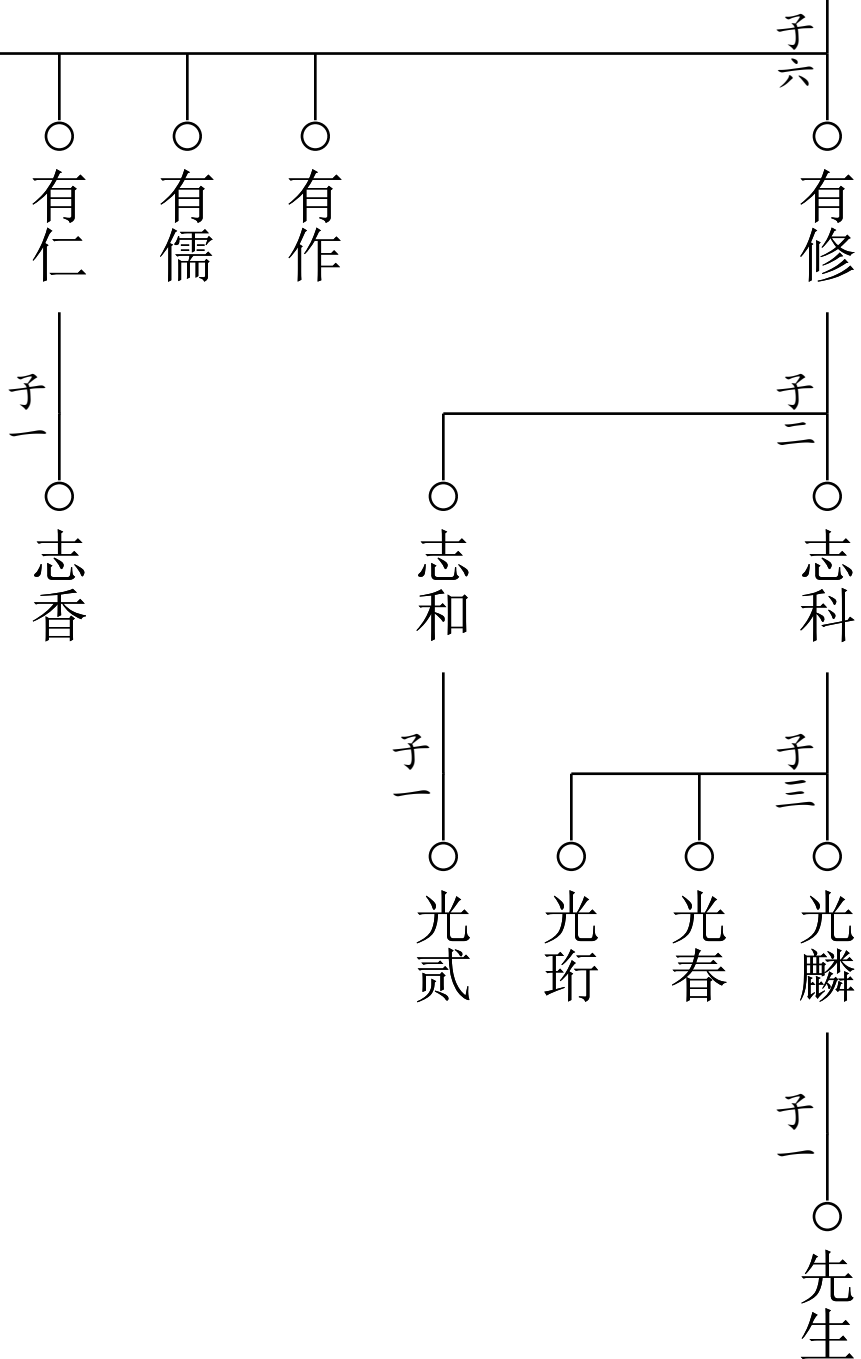 子六
有修
有作
有儒
有仁
子二
子一
志科
志和
志香
子三
子一
光麟
光春
光珩
光贰
子一
先生